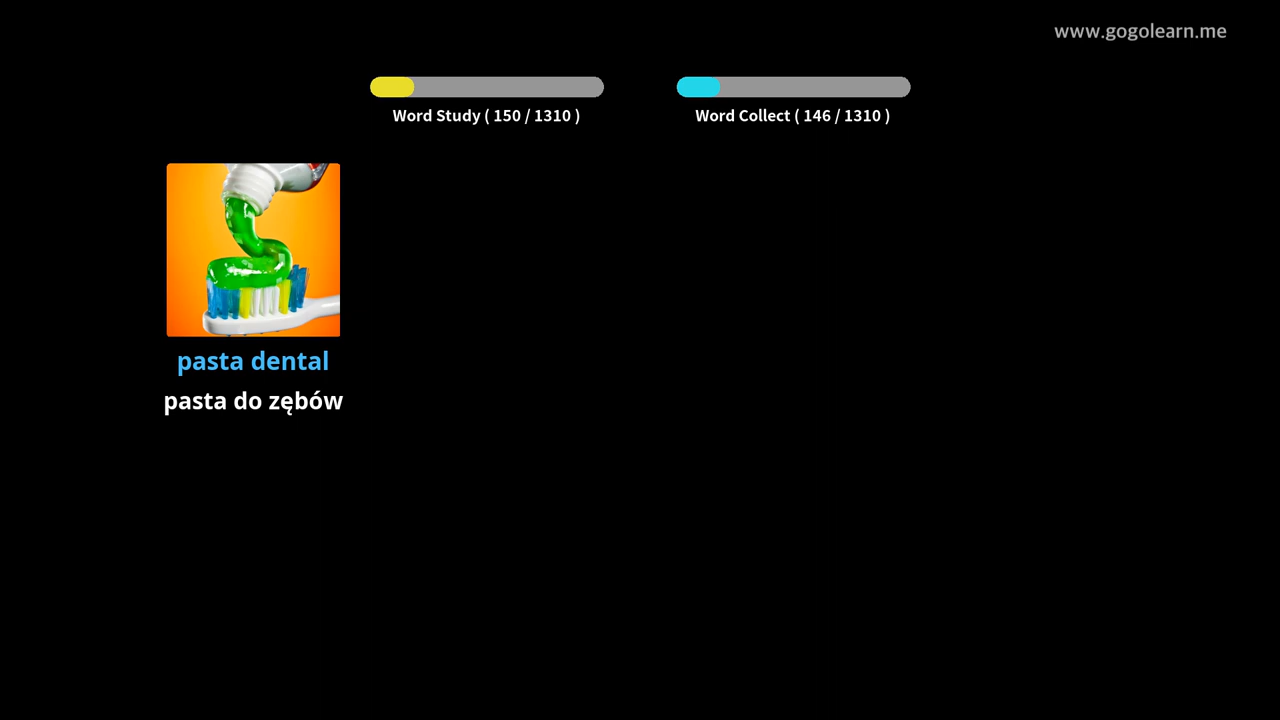 www.gogolearn.me
Word Study ( 150 / 1310 )
Word Collect ( 146 / 1310 )
pasta dental
pasta do zębów